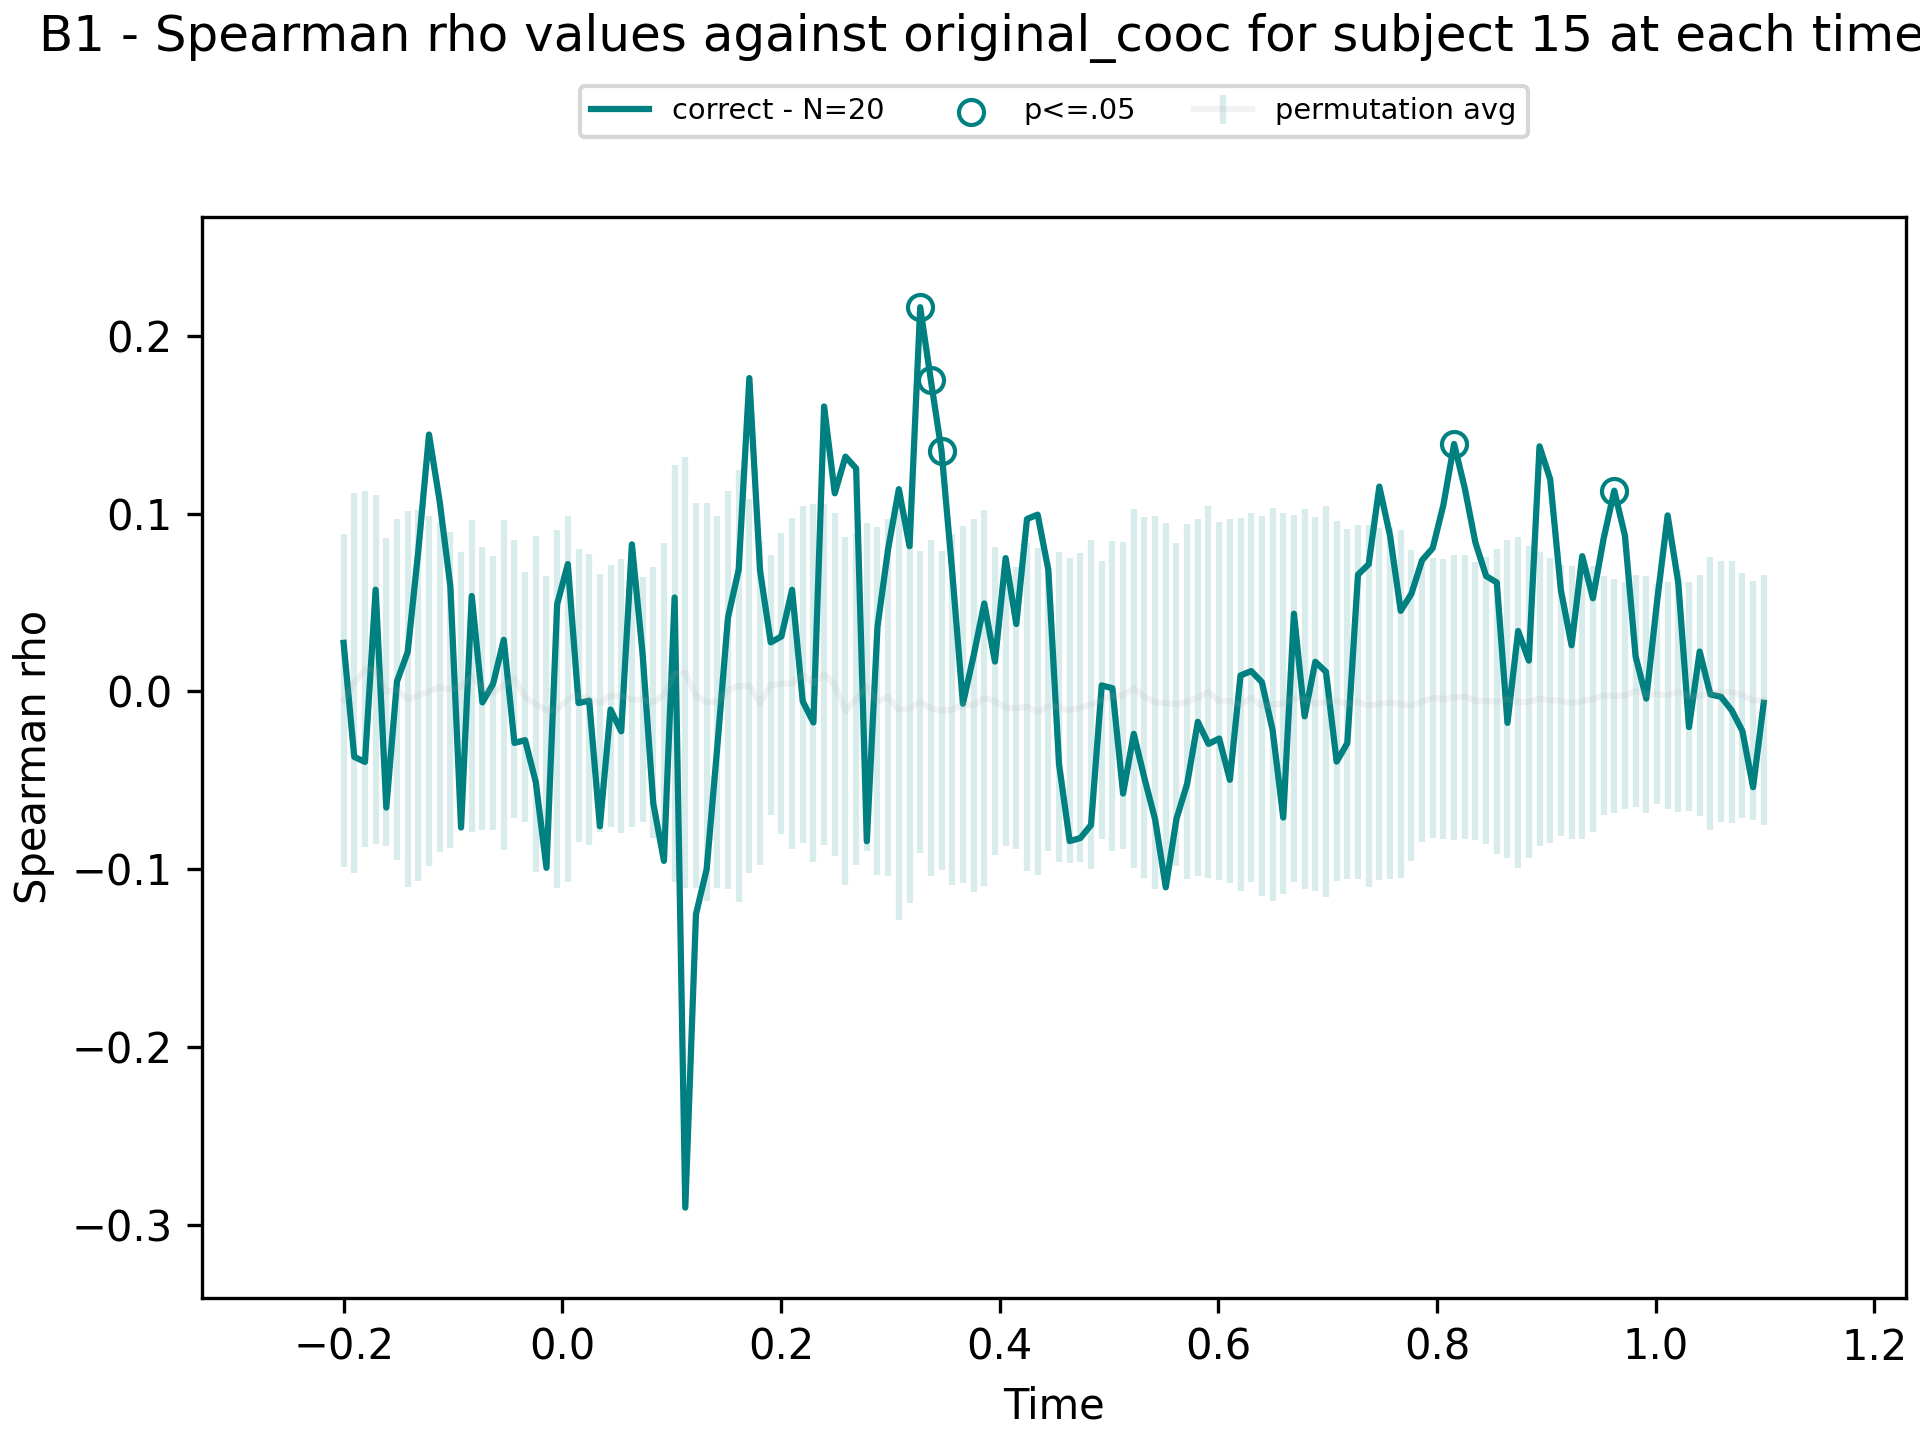 B1 - Spearman rho values against original_cooc for subject 15 at each time
correct - N=20 p<=.05 permutation avg
Spearman rho
0.2
0.1
0.0
−0.1
−0.2
−0.3
−0.2 0.0 0.2 0.4 0.6 0.8 1.0 1.2
Time